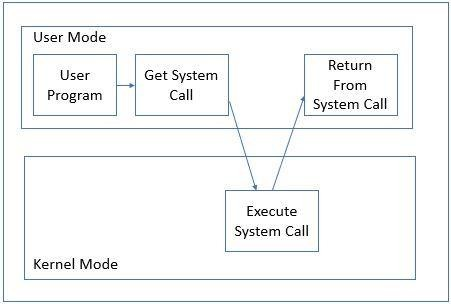 User Mode
User
Program
Get System
Call
Return
From
System Call
Execute
System Call
Kernel Mode